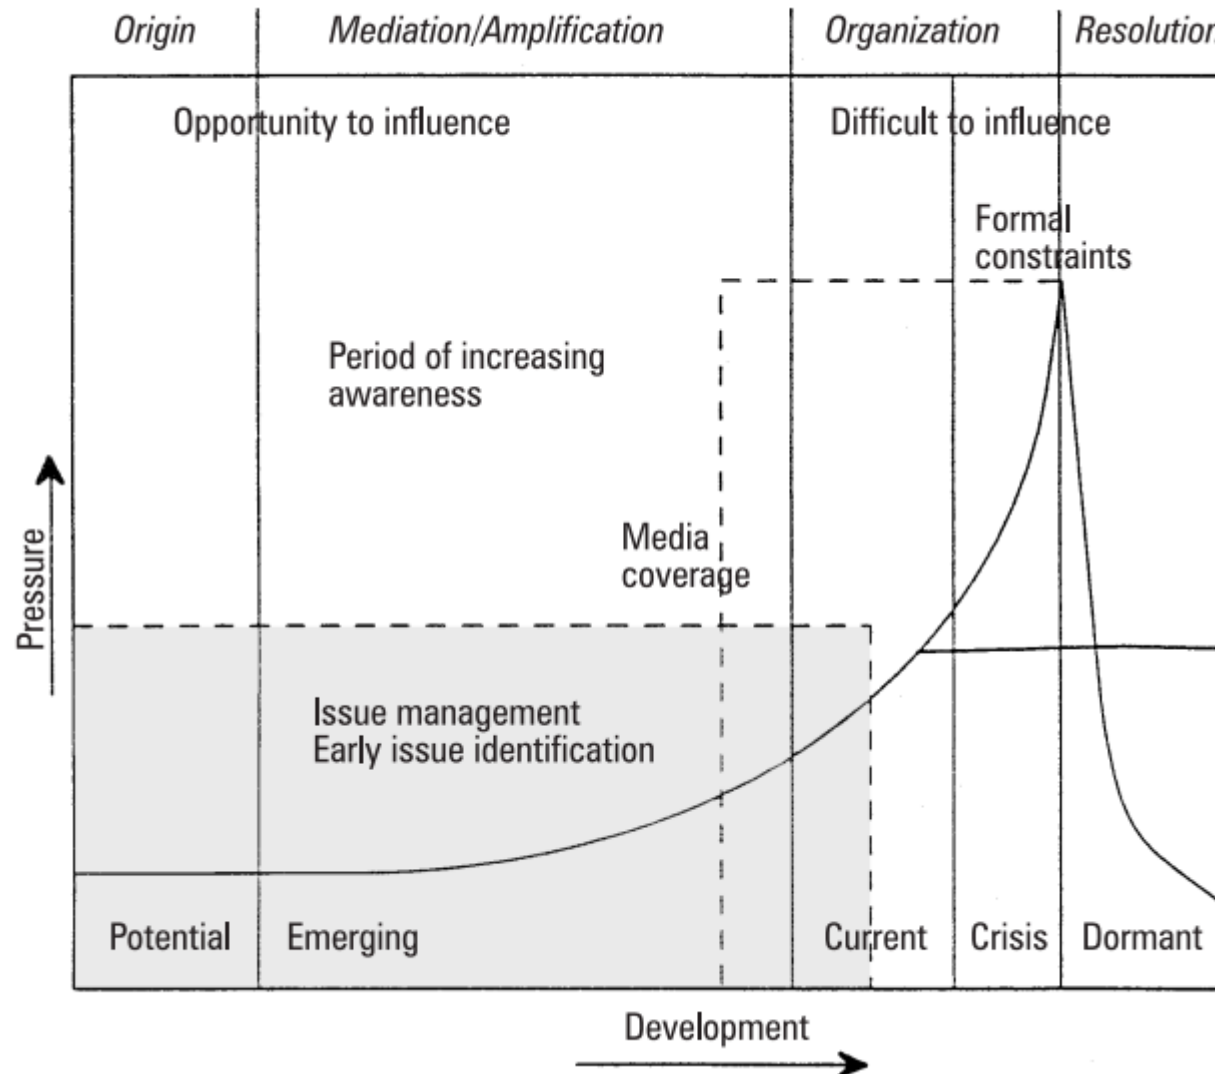 Origin
Mediation/Amplification
Organization
Resolution
Opportunity to influence
Difficult to influence
Formal
constraints
Period of increasing
awareness
Pressure
Media
coverage
Issue management
Early issue identification
Potential
Emerging
Current
Crisis
Dormant
Development